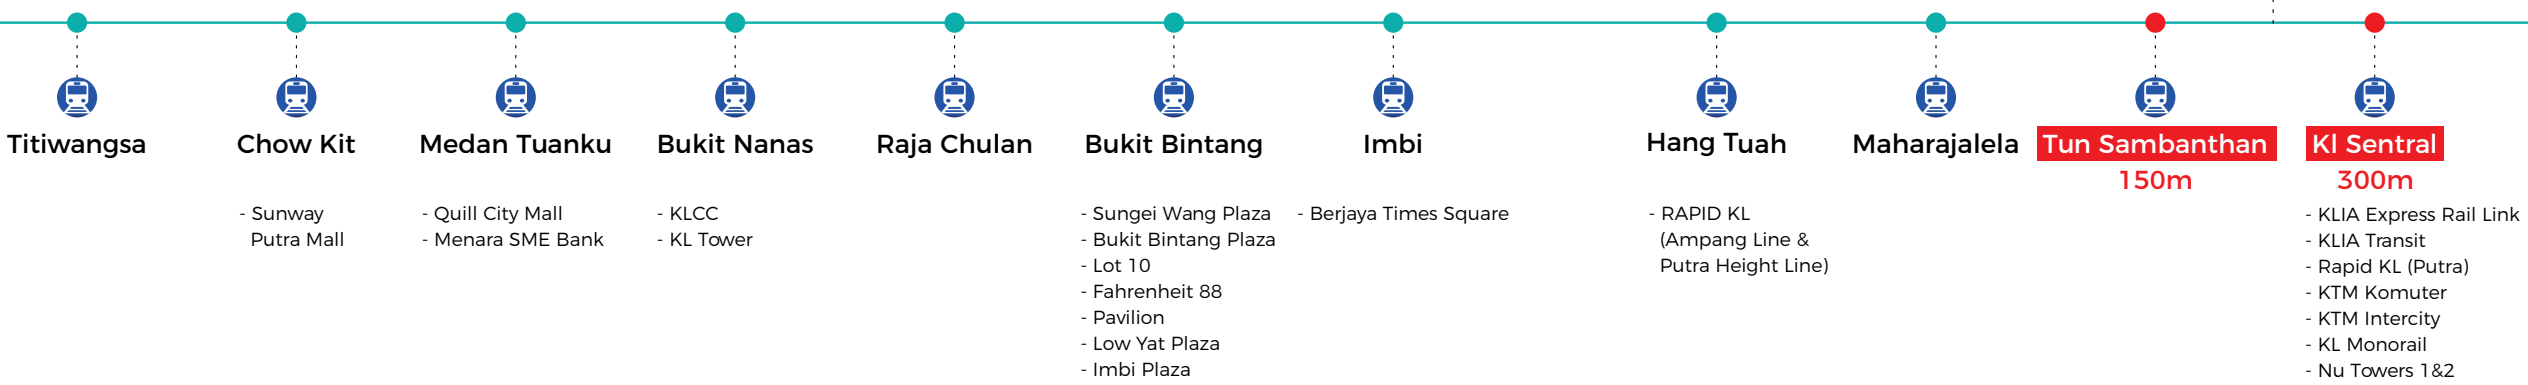 Titiwangsa
Chow Kit
- Sunway
Putra Mall
Medan Tuanku
- Quill City Mall
- Menara SME Bank
Bukit Nanas
- KLCC
- KL Tower
Raja Chulan
Bukit Bintang
- Sungei Wang Plaza
- Bukit Bintang Plaza
- Lot 10
- Fahrenheit 88
- Pavilion
- Low Yat Plaza
- Imbi Plaza
Imbi
- Berjaya Times Square
Hang Tuah
- RAPID KL
(Ampang Line &
Putra Height Line)
Maharajalela
Tun Sambanthan
150m
Kl Sentral
300m
- KLIA Express Rail Link
- KLIA Transit
- Rapid KL (Putra)
- KTM Komuter
- KTM Intercity
- KL Monorail
- Nu Towers 1&2